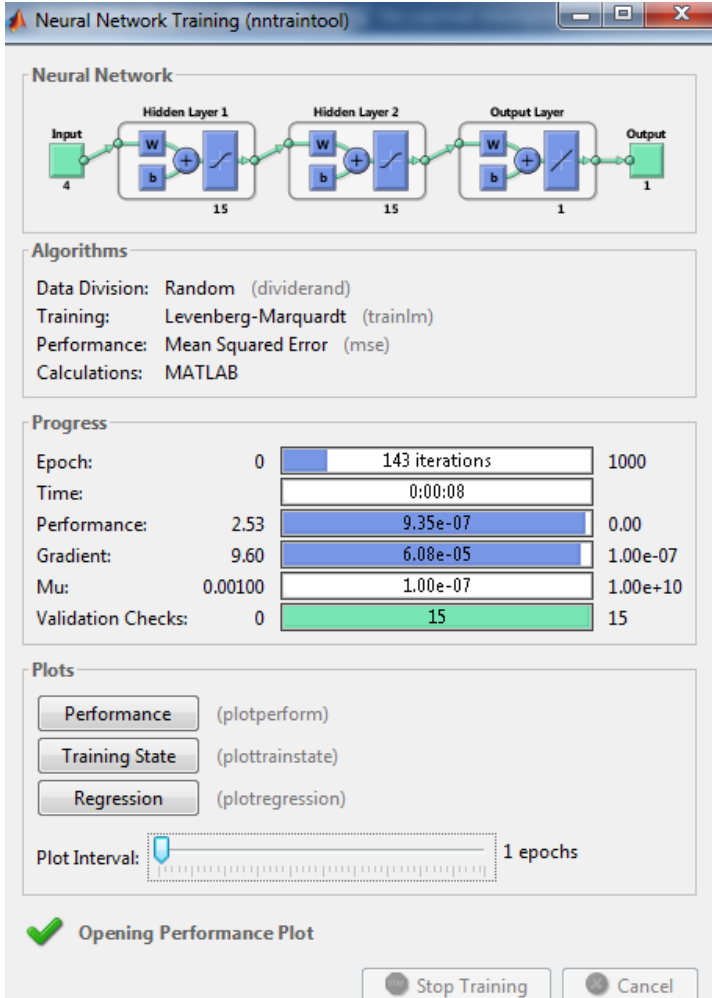 Neural Network Training (nntraintool)
Neural Network
Hidden Layer 1 Hidden Layer 2 Output Layer
Input Output
W W W
+ + +
b b b
4 1
15 15 1
Algorithms
Data Division: Random (dividerand)
Training: Levenberg-Marquardt (trainlm)
Performance: Mean Squared Error (mse)
Calculations: MATLAB
Progress
Epoch: 0 143 iterations 1000
Time: 0:00:08
Performance: 2.53 9.35e-07 0.00
Gradient: 9.60 6.08e-05 1.00e-07
Mu: 0.00100 1.00e-07 1.00e+10
Validation Checks: 0 15 15
Plots
Performance (plotperform)
Training State (plottrainstate)
Regression (plotregression)
Plot Interval: 1 epochs
Opening Performance Plot
Stop Training Cancel